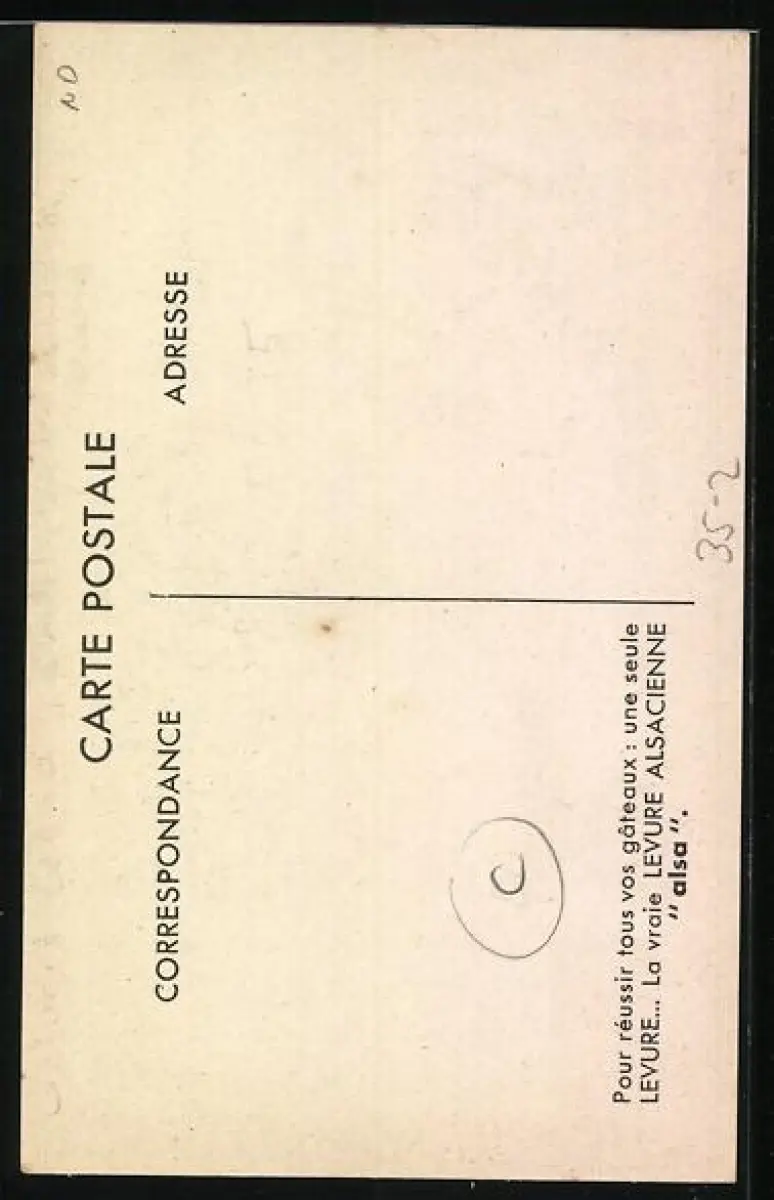 CARTE POSTALE
CORRESPONDANCE
ADRESSE
Pour réussir tous vos gâteaux : une seule
LEVURE... La vraie LEVURE ALSACIENNE
"alsa".
C
35-2